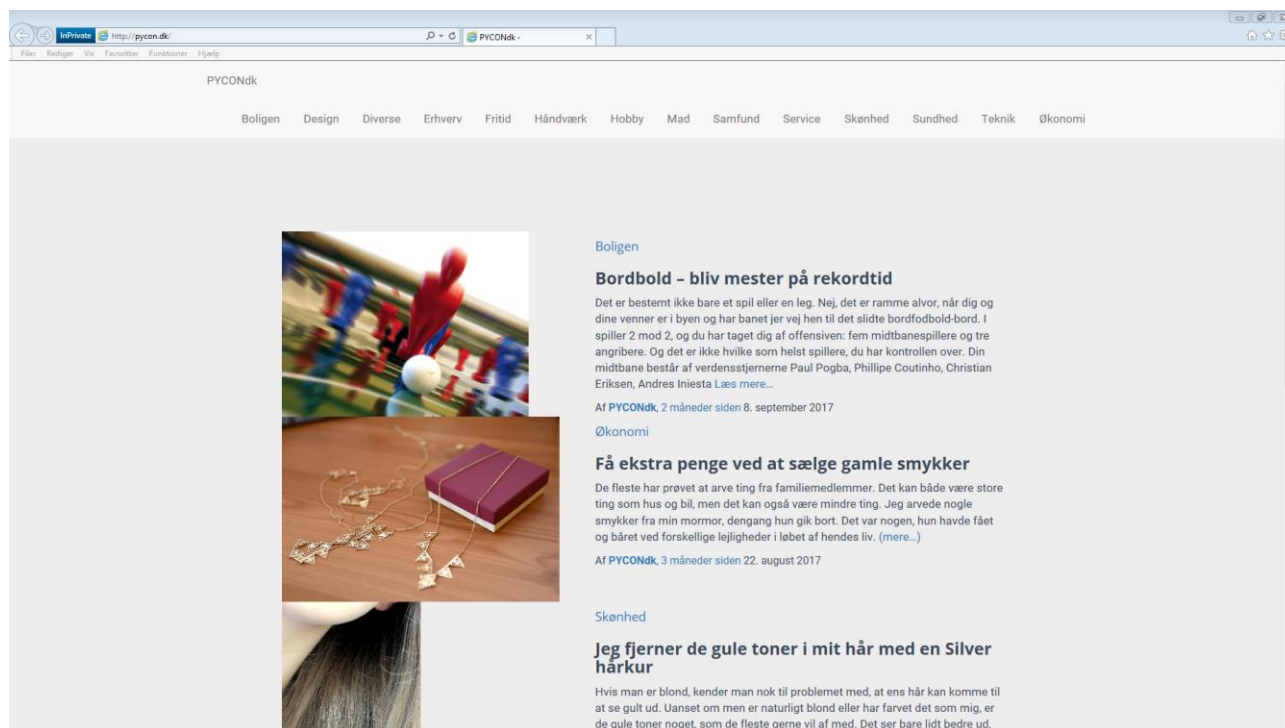 InPrivate http://pycon.dk/ PYCONdk - ×
Filer Rediger Vis Favoritter Funktioner Hjælp
PYCONdk
Boligen Design Diverse Erhverv Fritid Håndværk Hobby Mad Samfund Service Skønhed Sundhed Teknik Økonomi
Boligen
Bordbold – bliv mester på rekordtid
Det er bestemt ikke bare et spil eller en leg. Nej, det er ramme alvor, når dig og
dine venner er i byen og har banet jer vej hen til det slidte bordfodbold-bord. I
spiller 2 mod 2, og du har taget dig af offensiven: fem midtbanespillere og tre
angribere. Og det er ikke hvilke som helst spillere, du har kontrollen over. Din
midtbane består af verdensstjernerne Paul Pogba, Phillipe Coutinho, Christian
Eriksen, Andres Iniesta Læs mere…
Af PYCONdk, 2 måneder siden 8. september 2017
Økonomi
Få ekstra penge ved at sælge gamle smykker
De fleste har prøvet at arve ting fra familiemedlemmer. Det kan både være store
ting som hus og bil, men det kan også være mindre ting. Jeg arvede nogle
smykker fra min mormor, dengang hun gik bort. Det var nogen, hun havde fået
og båret ved forskellige lejligheder i løbet af hendes liv. (mere…)
Af PYCONdk, 3 måneder siden 22. august 2017
Skønhed
Jeg fjerner de gule toner i mit hår med en Silver
hårkur
Hvis man er blond, kender man nok til problemet med, at ens hår kan komme til
at se gult ud. Uanset om men er naturligt blond eller har farvet det som mig, er
de gule toner noget, som de fleste gerne vil af med. Det ser bare lidt bedre ud,